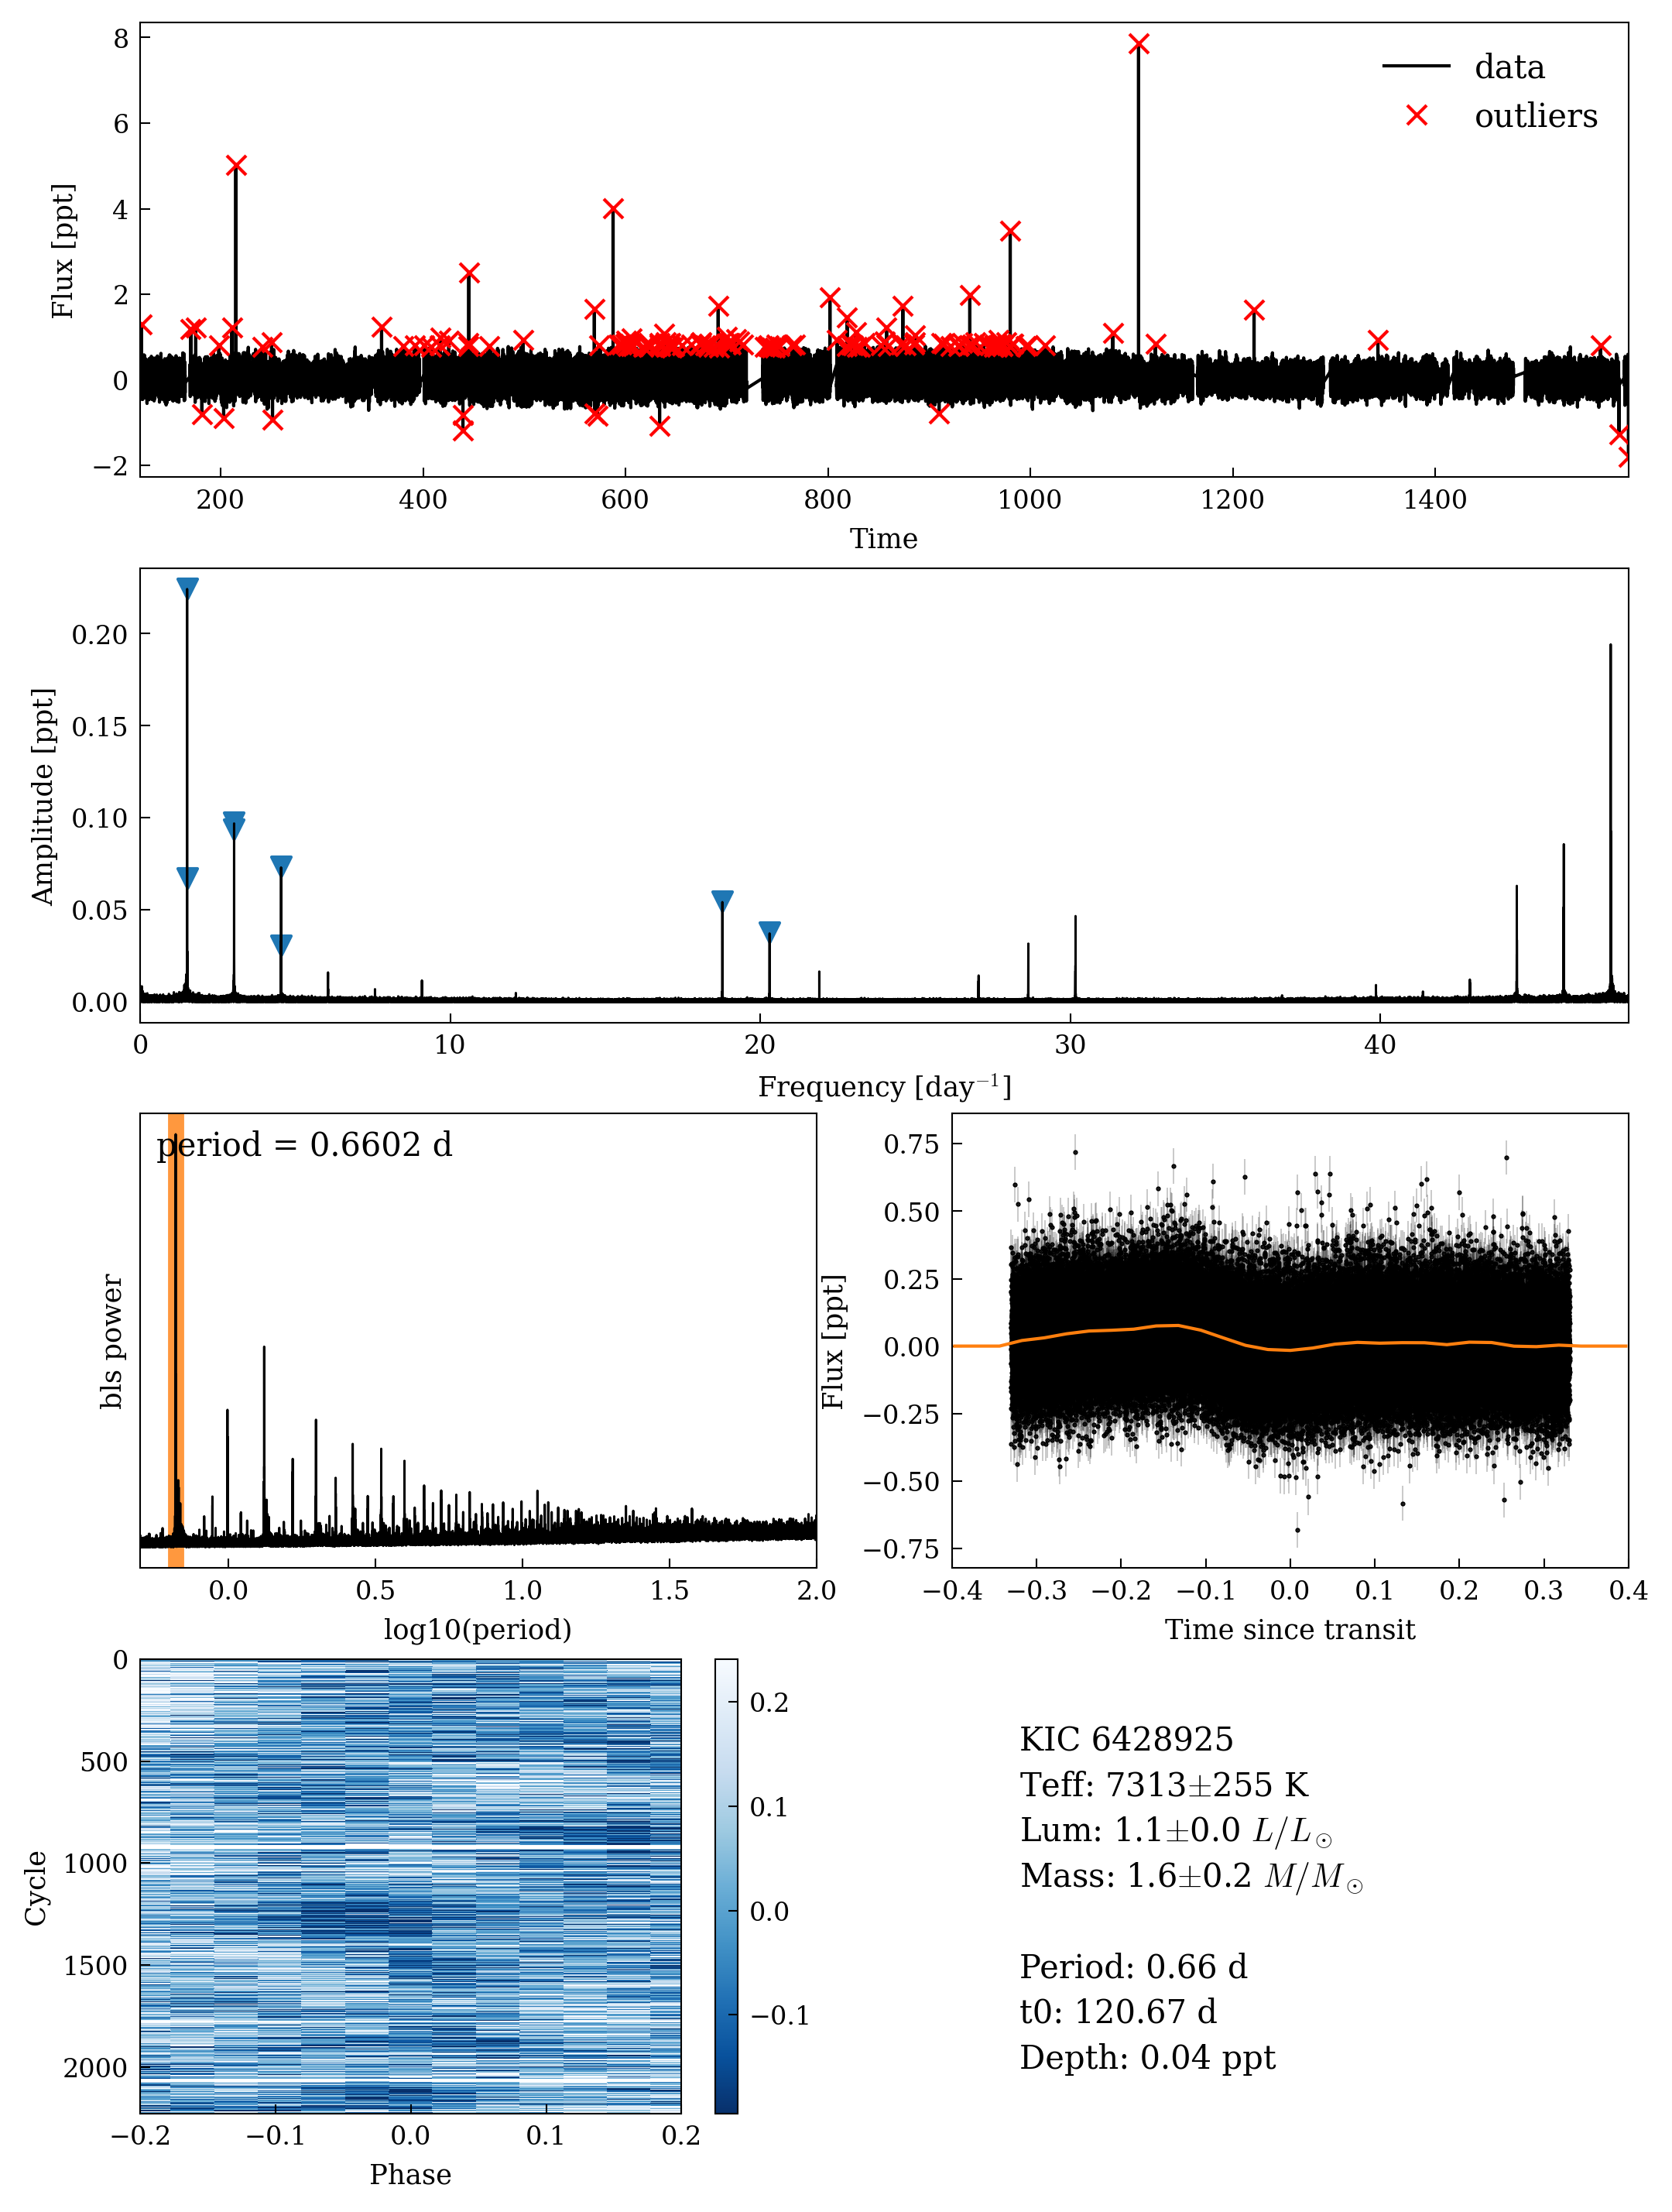 8
6
4
2
0
−2
Flux [ppt]
data
outliers
200 400 600 800 1000 1200 1400
Time
0.20
0.15
0.10
0.05
0.00
Amplitude [ppt]
0 10 20 30 40
Frequency [day⁻¹]
period = 0.6602 d
bls power
0.0 0.5 1.0 1.5 2.0
log10(period)
0.75
0.50
0.25
0.00
−0.25
−0.50
−0.75
Flux [ppt]
−0.4 −0.3 −0.2 −0.1 0.0 0.1 0.2 0.3 0.4
Time since transit
0
500
1000
1500
2000
Cycle
−0.2 −0.1 0.0 0.1 0.2
Phase
0.2
0.1
0.0
−0.1
KIC 6428925
Teff: 7313±255 K
Lum: 1.1±0.0 L/L⊙
Mass: 1.6±0.2 M/M⊙
Period: 0.66 d
t0: 120.67 d
Depth: 0.04 ppt